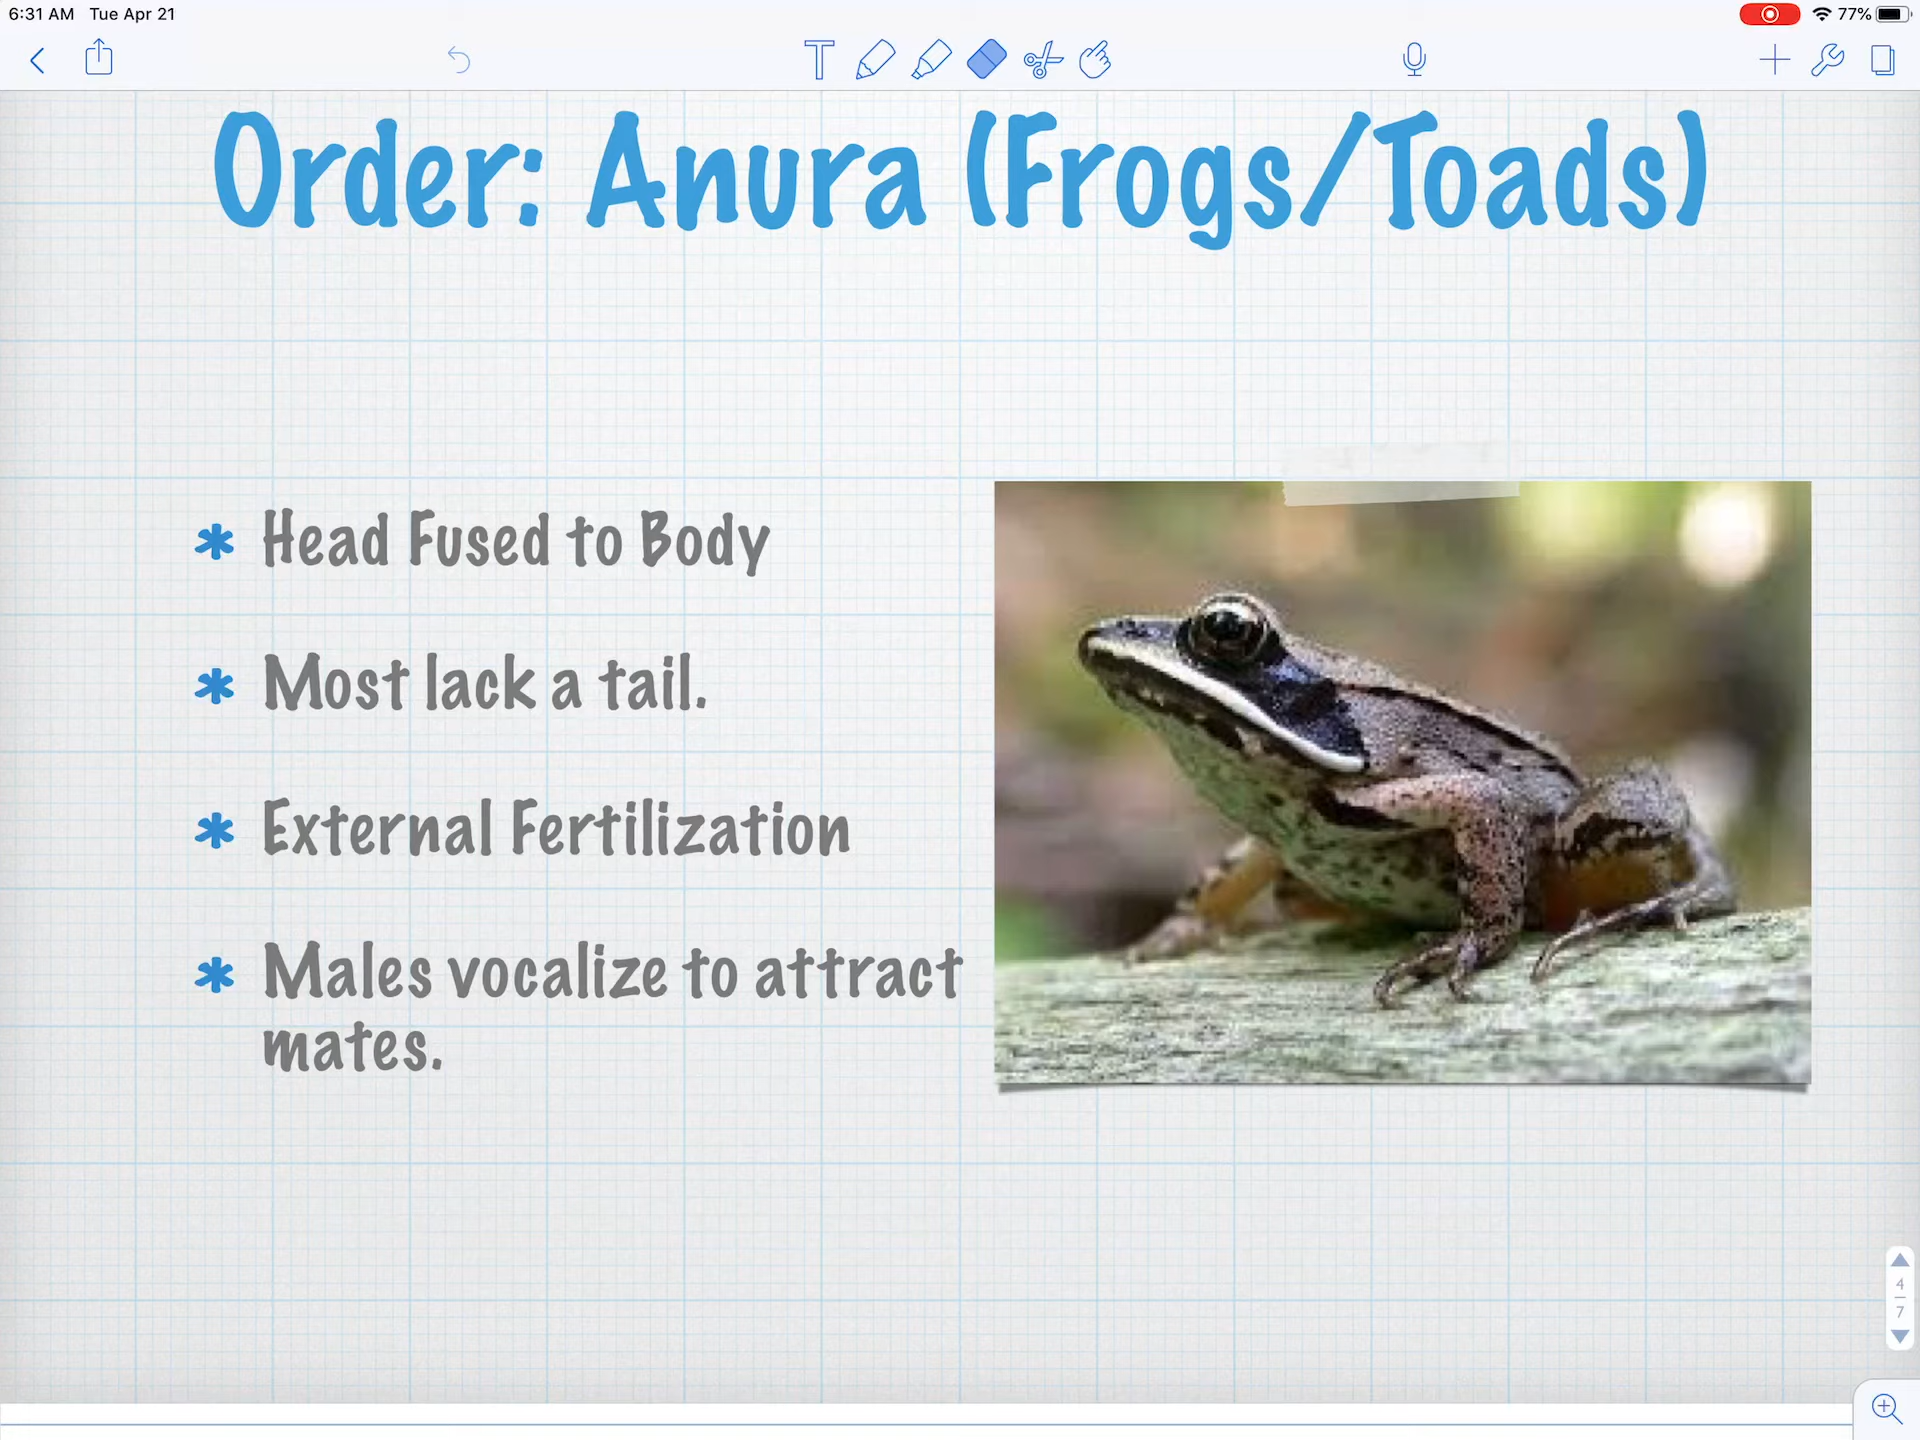 6:31 AM Tue Apr 21
77%
T
Order: Anura (Frogs/Toads)
* Head Fused to Body
* Most lack a tail.
* External Fertilization
* Males vocalize to attract
mates.
4
7